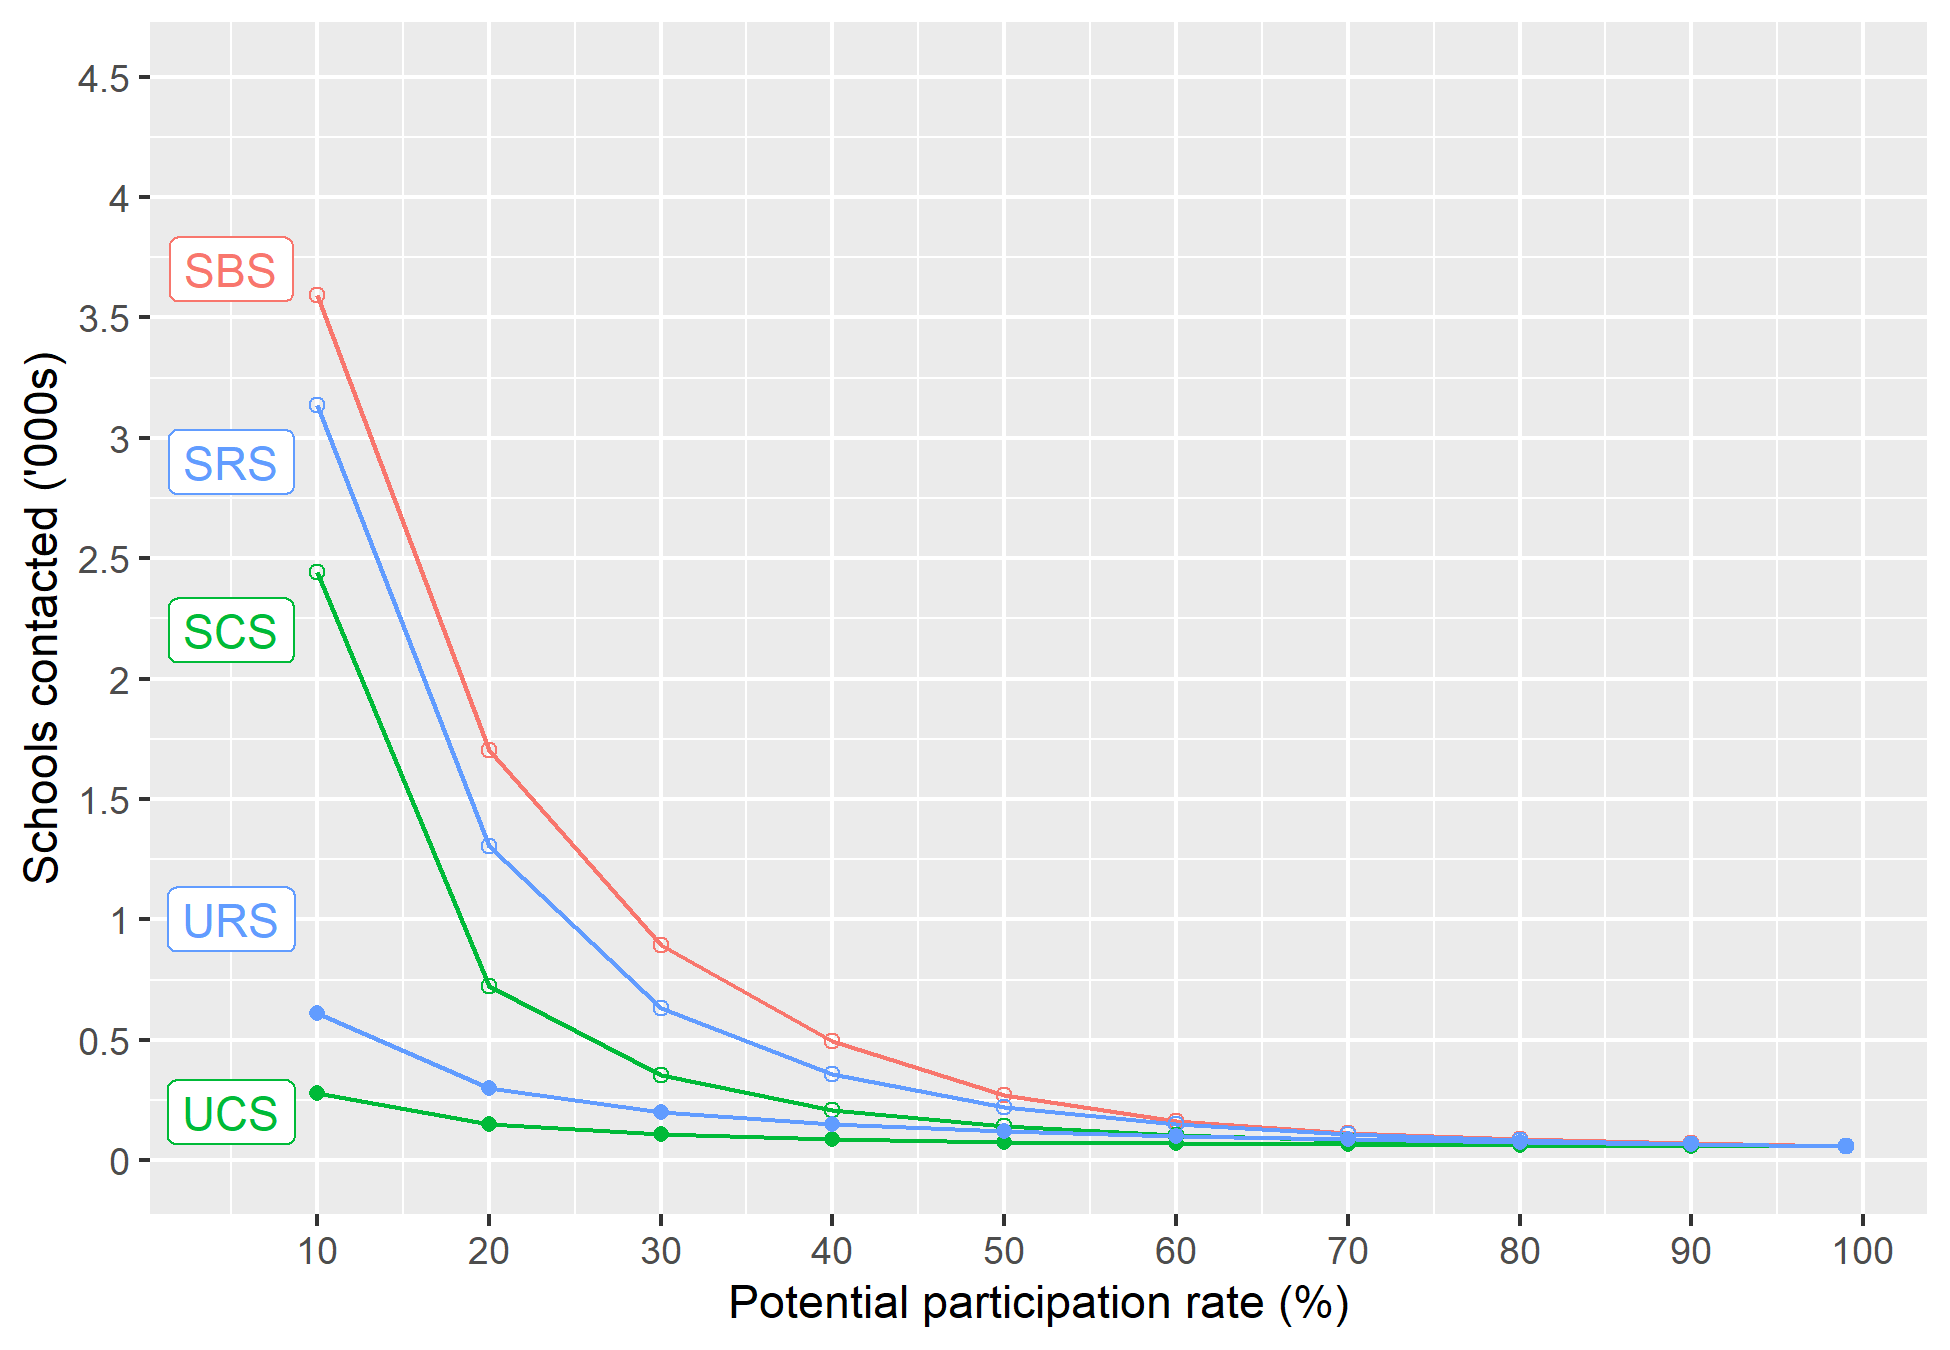 Schools contacted ('000s)
4.5
4
3.5
3
2.5
2
1.5
1
0.5
0
SBS
SRS
SCS
URS
UCS
10 20 30 40 50 60 70 80 90 100
Potential participation rate (%)